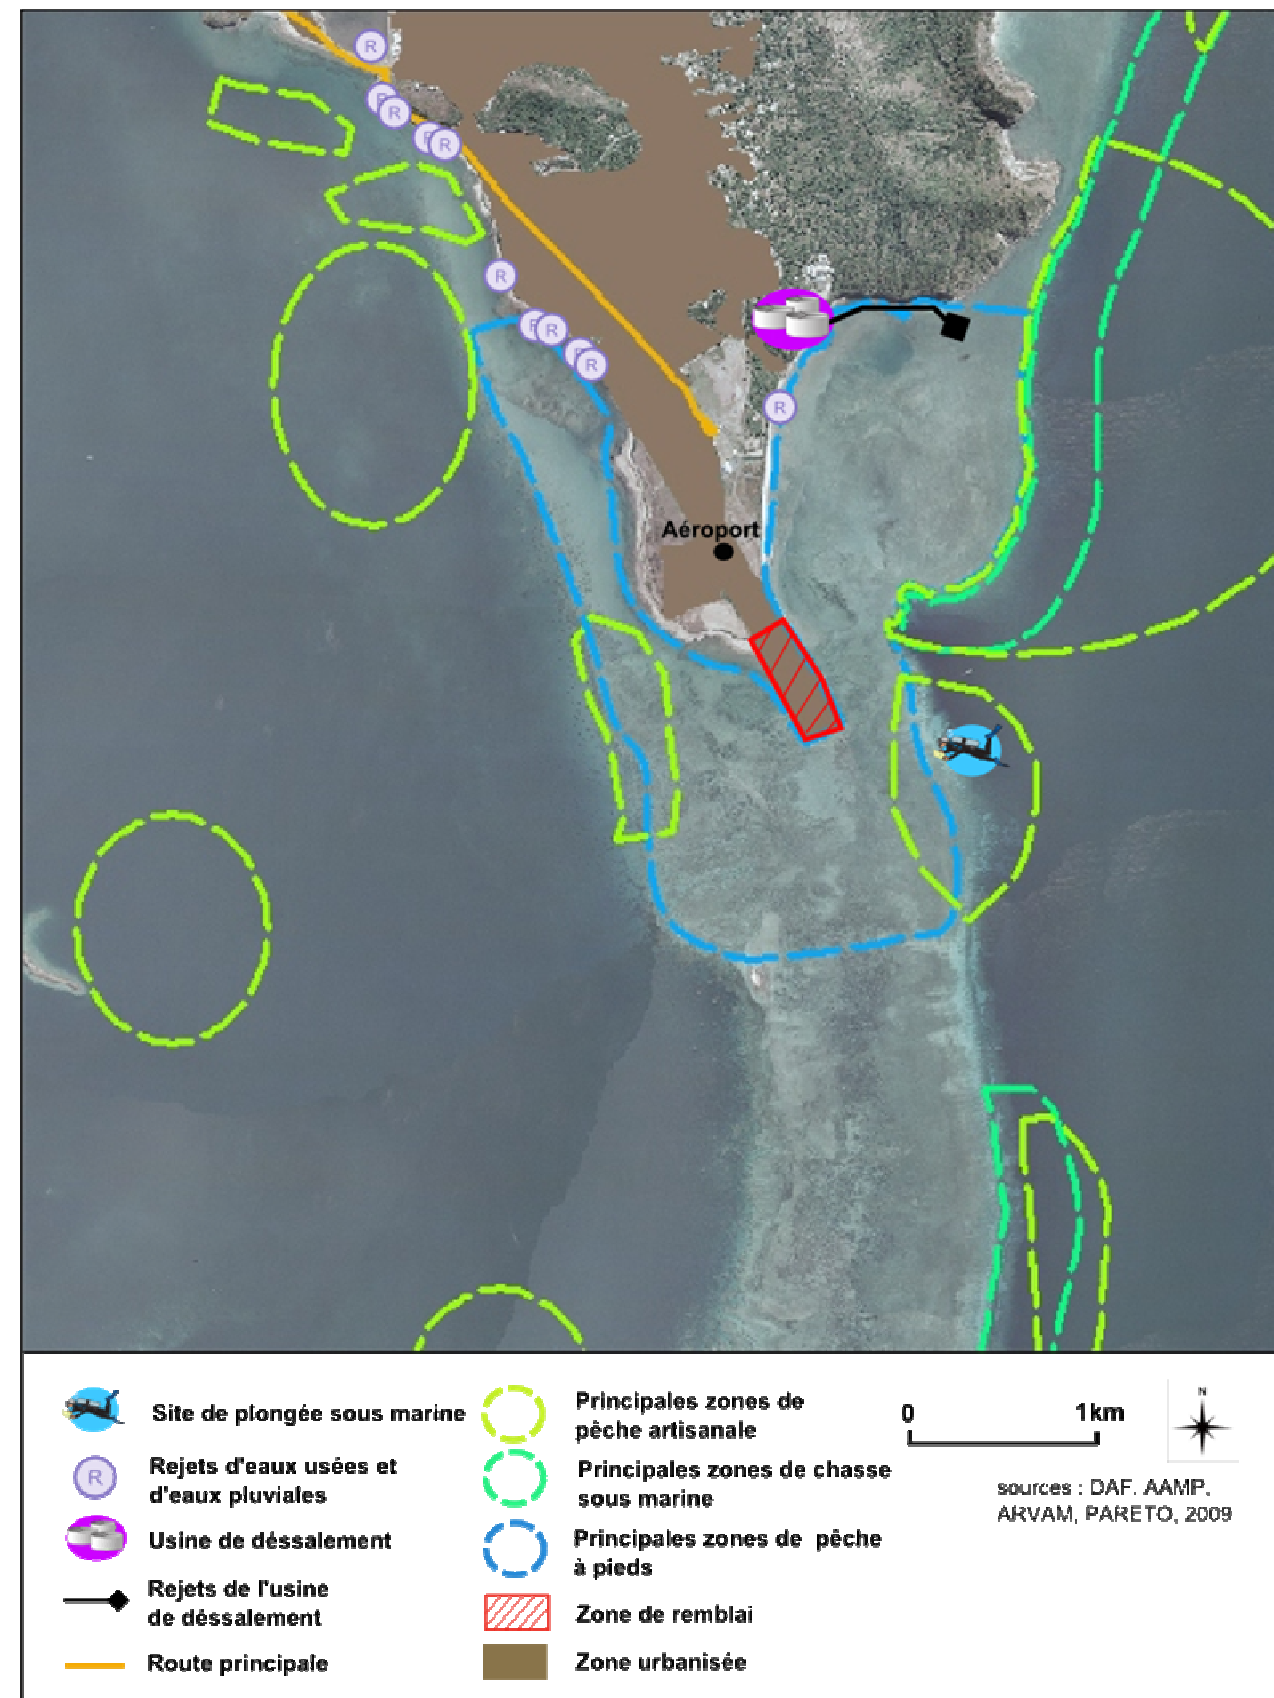 R
R
R
R
R
R
R
R
R
R
R
Aéroport
Site de plongée sous marine
R
Rejets d'eaux usées et
d'eaux pluviales
Usine de déssalement
Rejets de l'usine
de déssalement
Route principale
Principales zones de
pêche artisanale
Principales zones de chasse
sous marine
Principales zones de pêche
à pieds
Zone de remblai
Zone urbanisée
0 1km
N
sources : DAF, AAMP,
ARVAM, PARETO, 2009